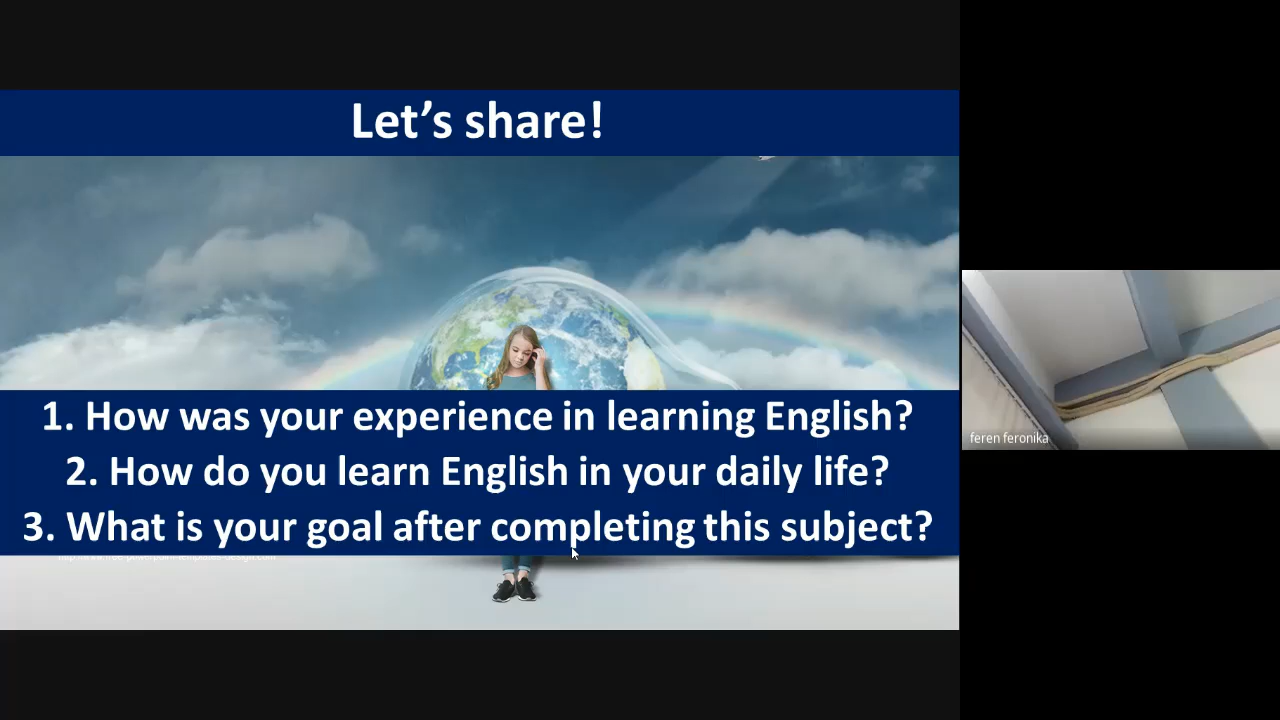 Let’s share!
1. How was your experience in learning English?
2. How do you learn English in your daily life?
3. What is your goal after completing this subject?
feren feronika